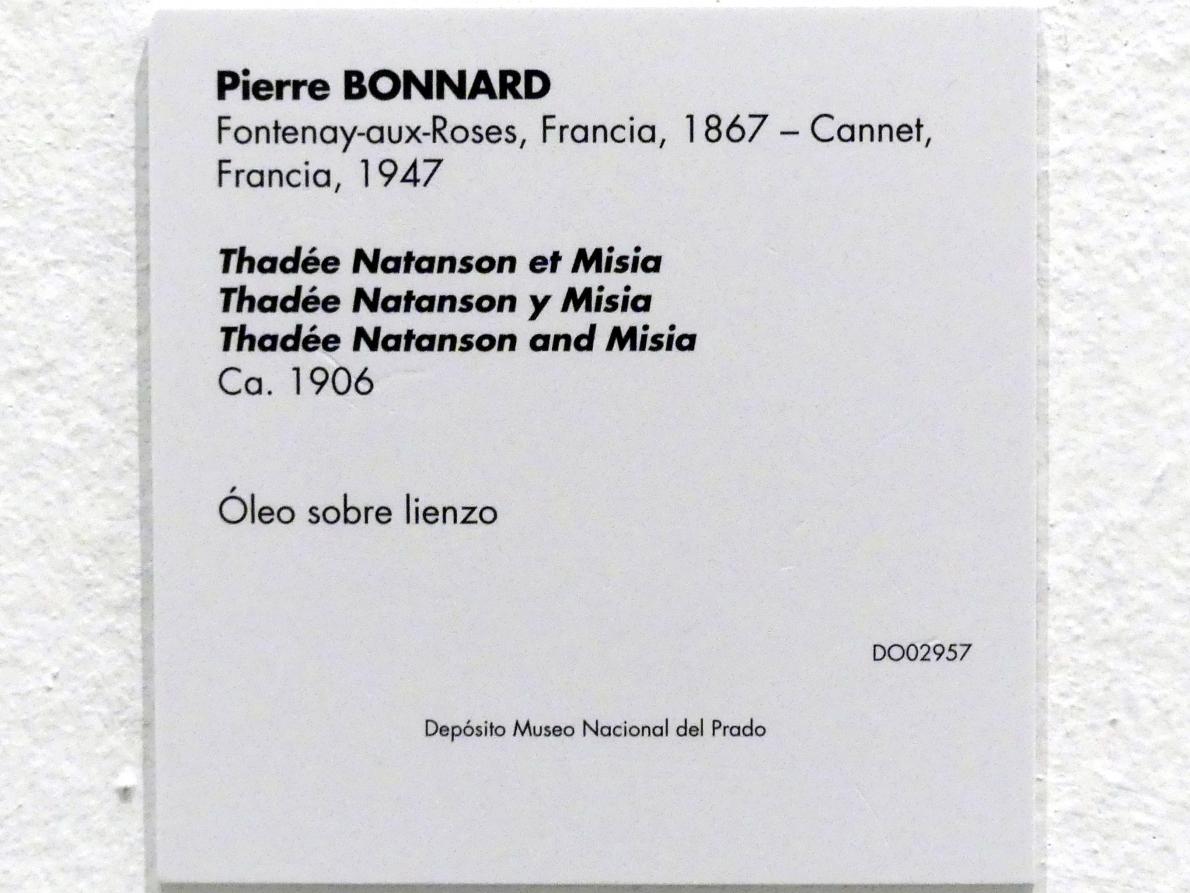 Pierre BONNARD
Fontenay-aux-Roses, Francia, 1867 – Cannet,
Francia, 1947
Thadée Natanson et Misia
Thadée Natanson y Misia
Thadée Natanson and Misia
Ca. 1906
Óleo sobre lienzo
DO02957
Depósito Museo Nacional del Prado